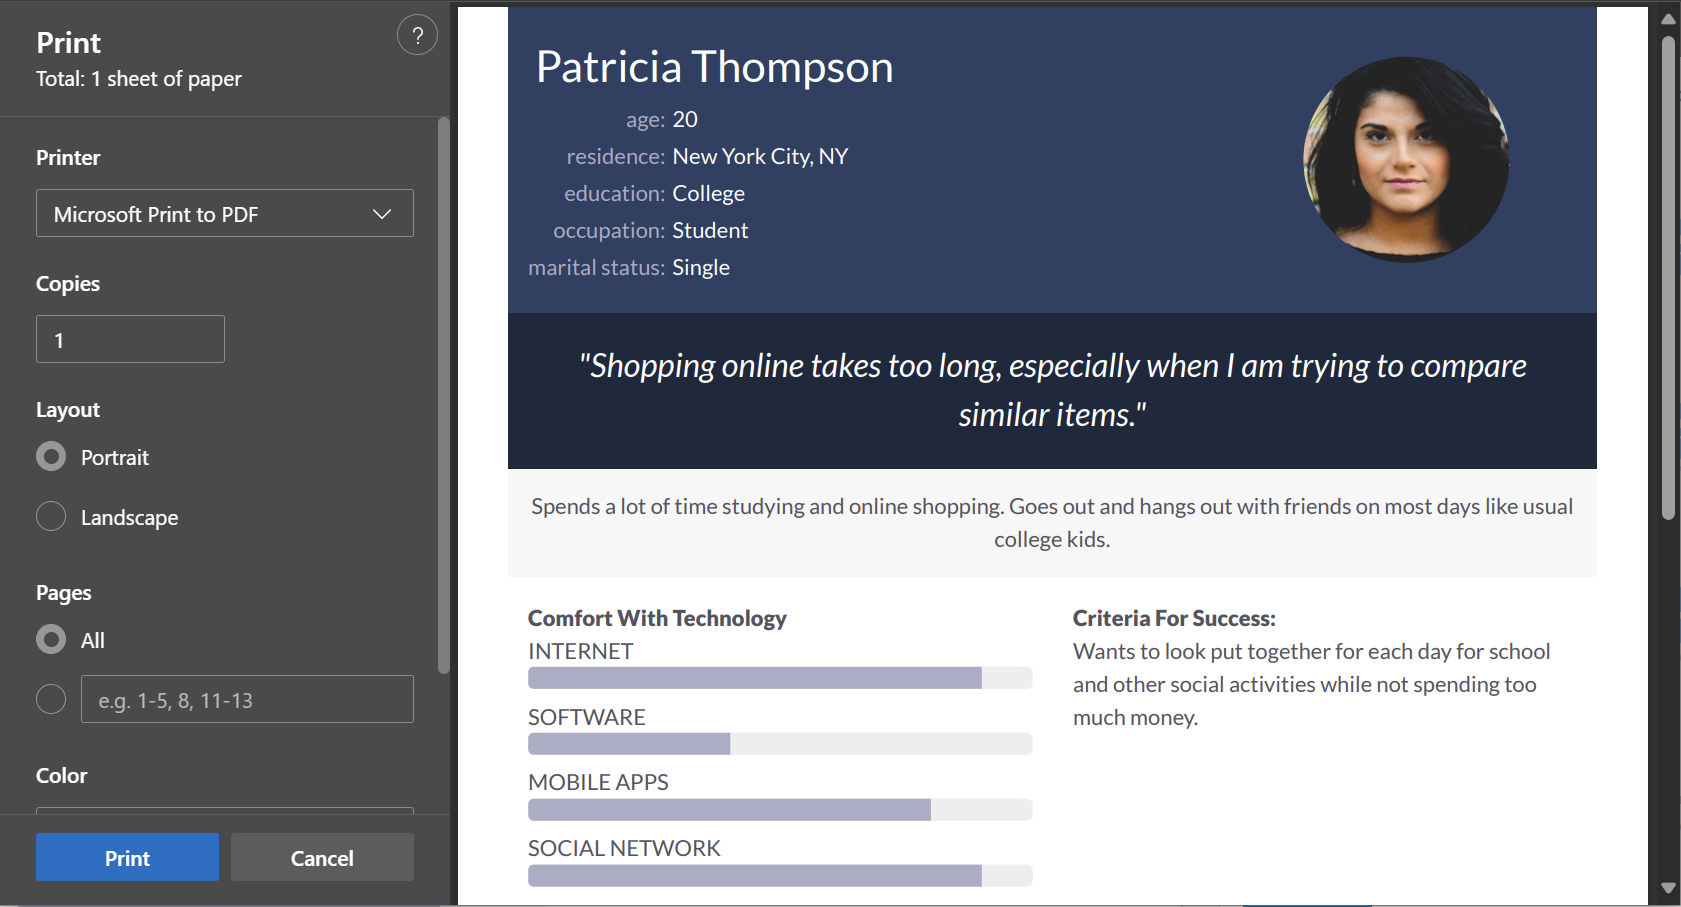 Print
?
Total: 1 sheet of paper
Printer
Microsoft Print to PDF
Copies
1
Layout
Portrait
Landscape
Pages
All
e.g. 1-5, 8, 11-13
Color
Print
Cancel
Patricia Thompson
age: 20
residence: New York City, NY
education: College
occupation: Student
marital status: Single
"Shopping online takes too long, especially when I am trying to compare
similar items."
Spends a lot of time studying and online shopping. Goes out and hangs out with friends on most days like usual
college kids.
Comfort With Technology
INTERNET
SOFTWARE
MOBILE APPS
SOCIAL NETWORK
Criteria For Success:
Wants to look put together for each day for school
and other social activities while not spending too
much money.